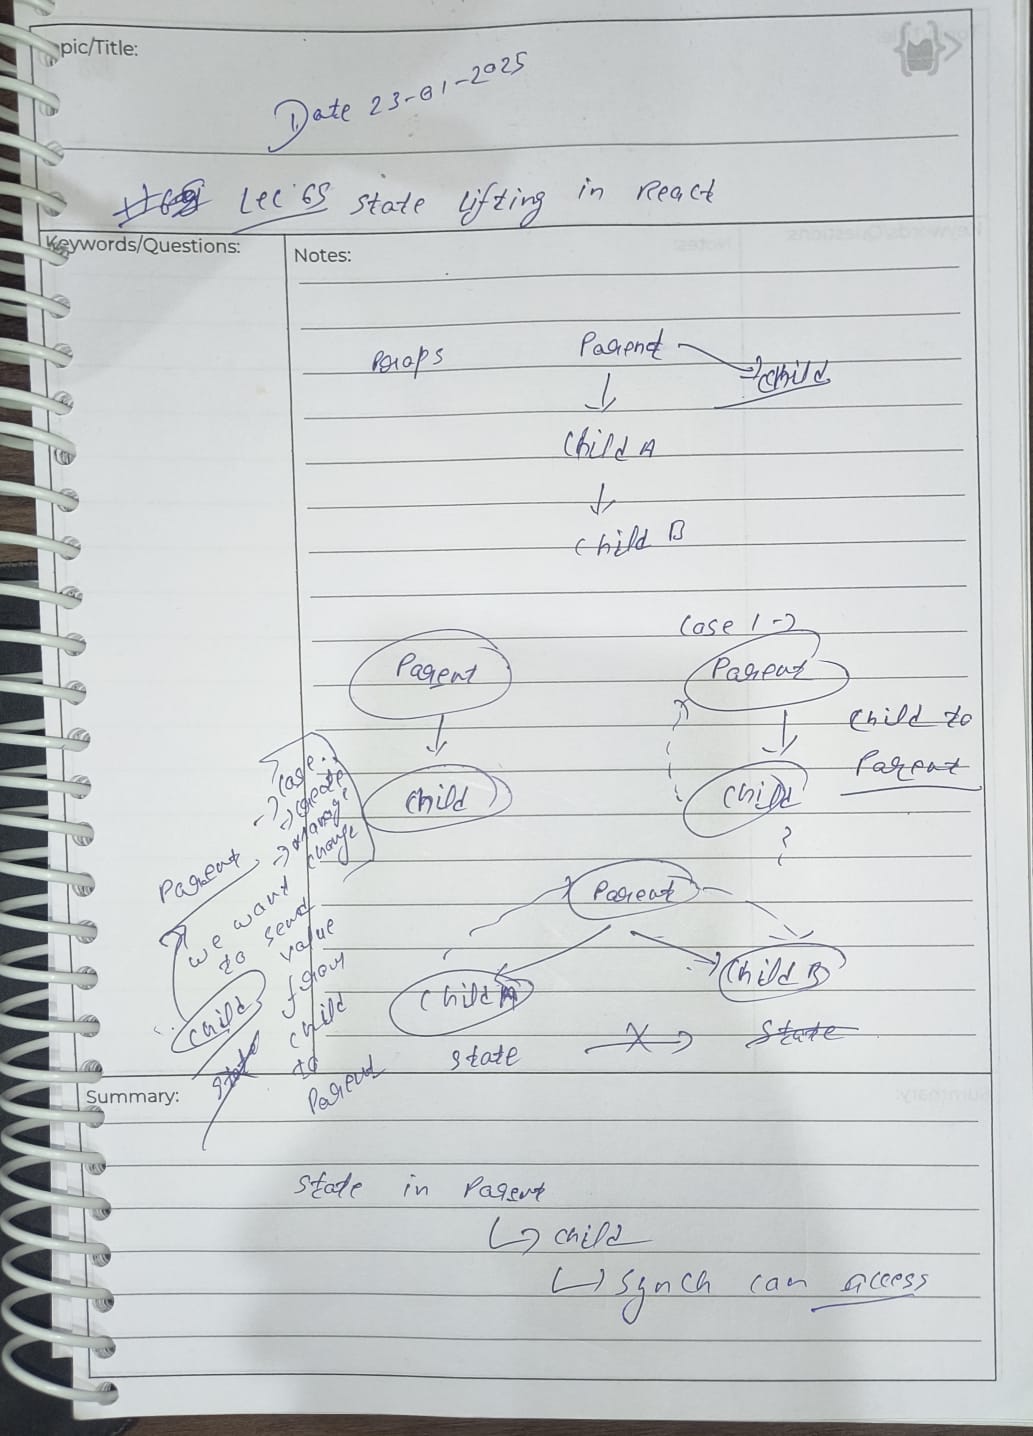 pic/Title:
Date 23-01-2025
Lec 65 State lifting in React
Keywords/Questions:
Notes:
Props
Parent
Child
Child A
Child B
Case 1
Parent
Parent
Child to
Parent
Child
Child
Parent
Case
create
manage
change
Parent
we want
to send
value
from
child
to
Parent
Child
State
Child A
Child B
State
X
State
Summary:
State in Parent
child
Synch can access